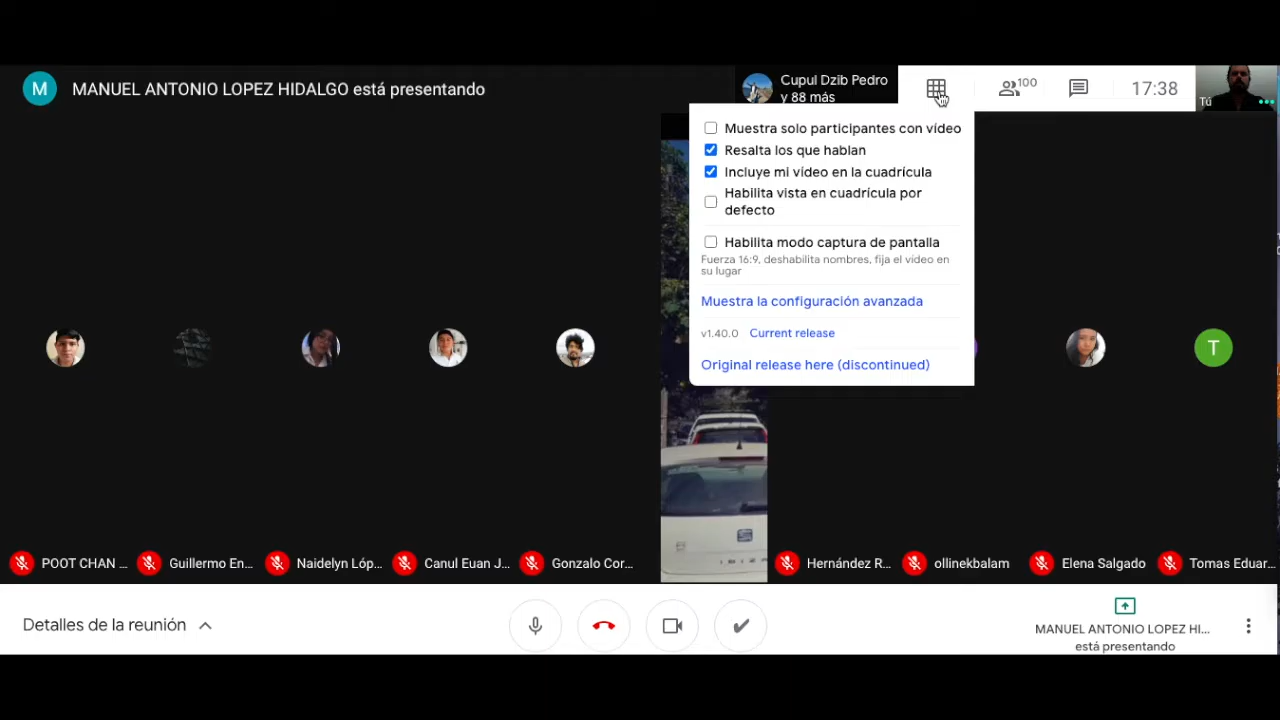 M
MANUEL ANTONIO LOPEZ HIDALGO está presentando
Cupul Dzib Pedro
y 88 más
100
17:38
Tú
Muestra solo participantes con vídeo
Resalta los que hablan
Incluye mi vídeo en la cuadrícula
Habilita vista en cuadrícula por
defecto
Habilita modo captura de pantalla
Fuerza 16:9, deshabilita nombres, fija el vídeo en
su lugar
Muestra la configuración avanzada
v1.40.0 Current release
Original release here (discontinued)
T
IBIZA
POOT CHAN ...
Guillermo En...
Naidelyn Lóp...
Canul Euan J...
Gonzalo Cor...
Hernández R...
ollinekbalam
Elena Salgado
Tomas Eduar...
Detalles de la reunión
MANUEL ANTONIO LOPEZ HI...
está presentando